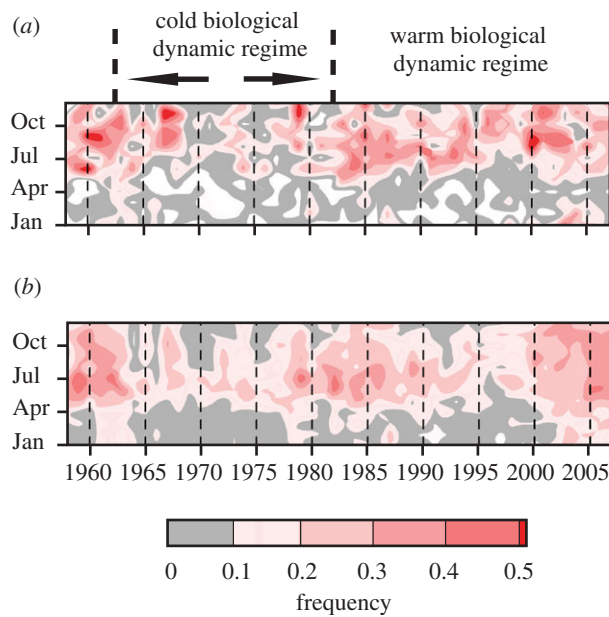 (a)
cold biological
dynamic regime
warm biological
dynamic regime
Oct
Jul
Apr
Jan
(b)
Oct
Jul
Apr
Jan
1960 1965 1970 1975 1980 1985 1990 1995 2000 2005
0 0.1 0.2 0.3 0.4 0.5
frequency